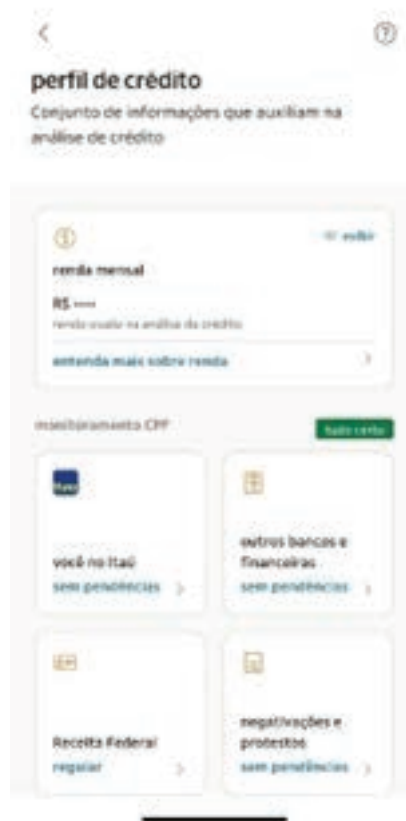 perfil de crédito
Conjunto de informações que auxiliam na
análise de crédito
exibir
renda mensal
R$ ----
renda usada na análise de crédito
entenda mais sobre renda
monitoramento CPF
tudo certo
Itaú
você no Itaú
sem pendências
outros bancos e
financeiras
sem pendências
Receita Federal
regular
negativações e
protestos
sem pendências